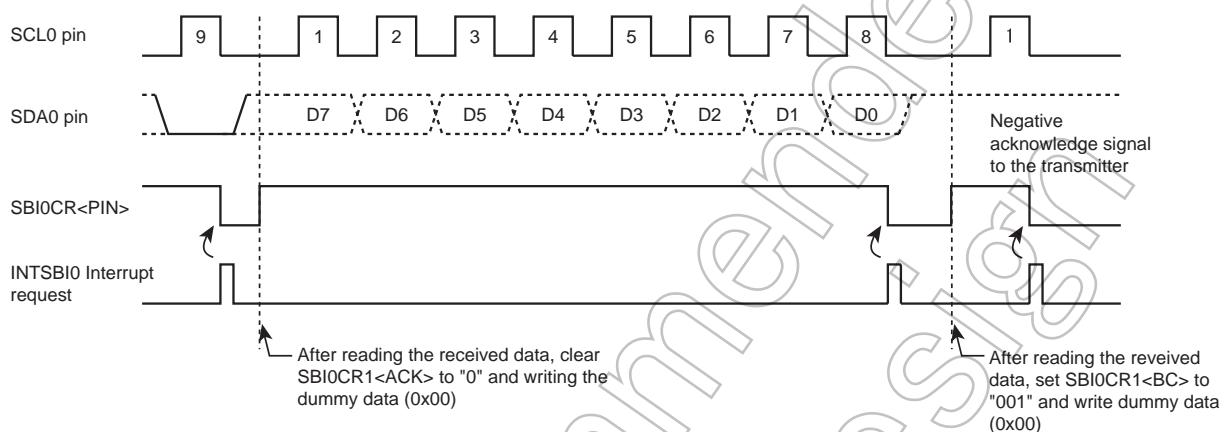 SCL0 pin
9 1 2 3 4 5 6 7 8 1
SDA0 pin
D7 D6 D5 D4 D3 D2 D1 D0
Negative
acknowledge signal
to the transmitter
SBI0CR<PIN>
INTSBI0 Interrupt
request
After reading the received data, clear
SBI0CR1<ACK> to "0" and writing the
dummy data (0x00)
After reading the reveived
data, set SBI0CR1<BC> to
"001" and write dummy data
(0x00)